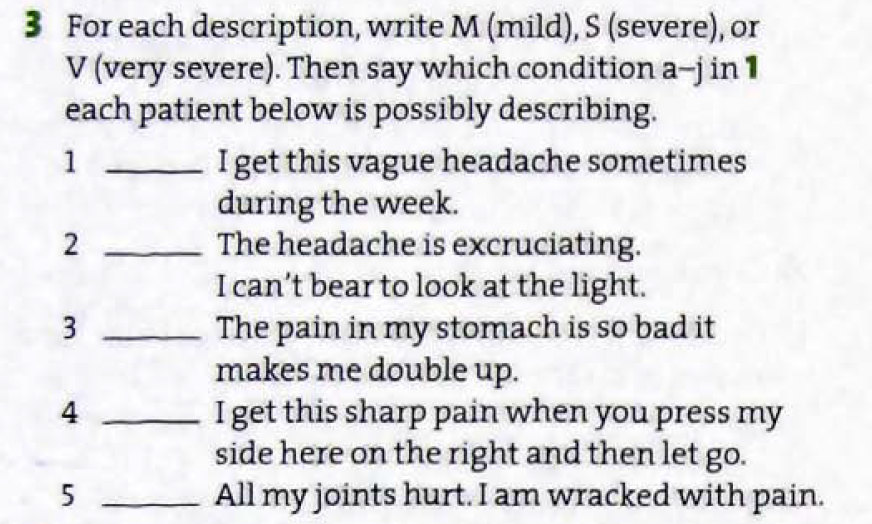 3 For each description, write M (mild), S (severe), or
V (very severe). Then say which condition a–j in 1
each patient below is possibly describing.
1 ______ I get this vague headache sometimes
during the week.
2 ______ The headache is excruciating.
I can't bear to look at the light.
3 ______ The pain in my stomach is so bad it
makes me double up.
4 ______ I get this sharp pain when you press my
side here on the right and then let go.
5 ______ All my joints hurt. I am wracked with pain.